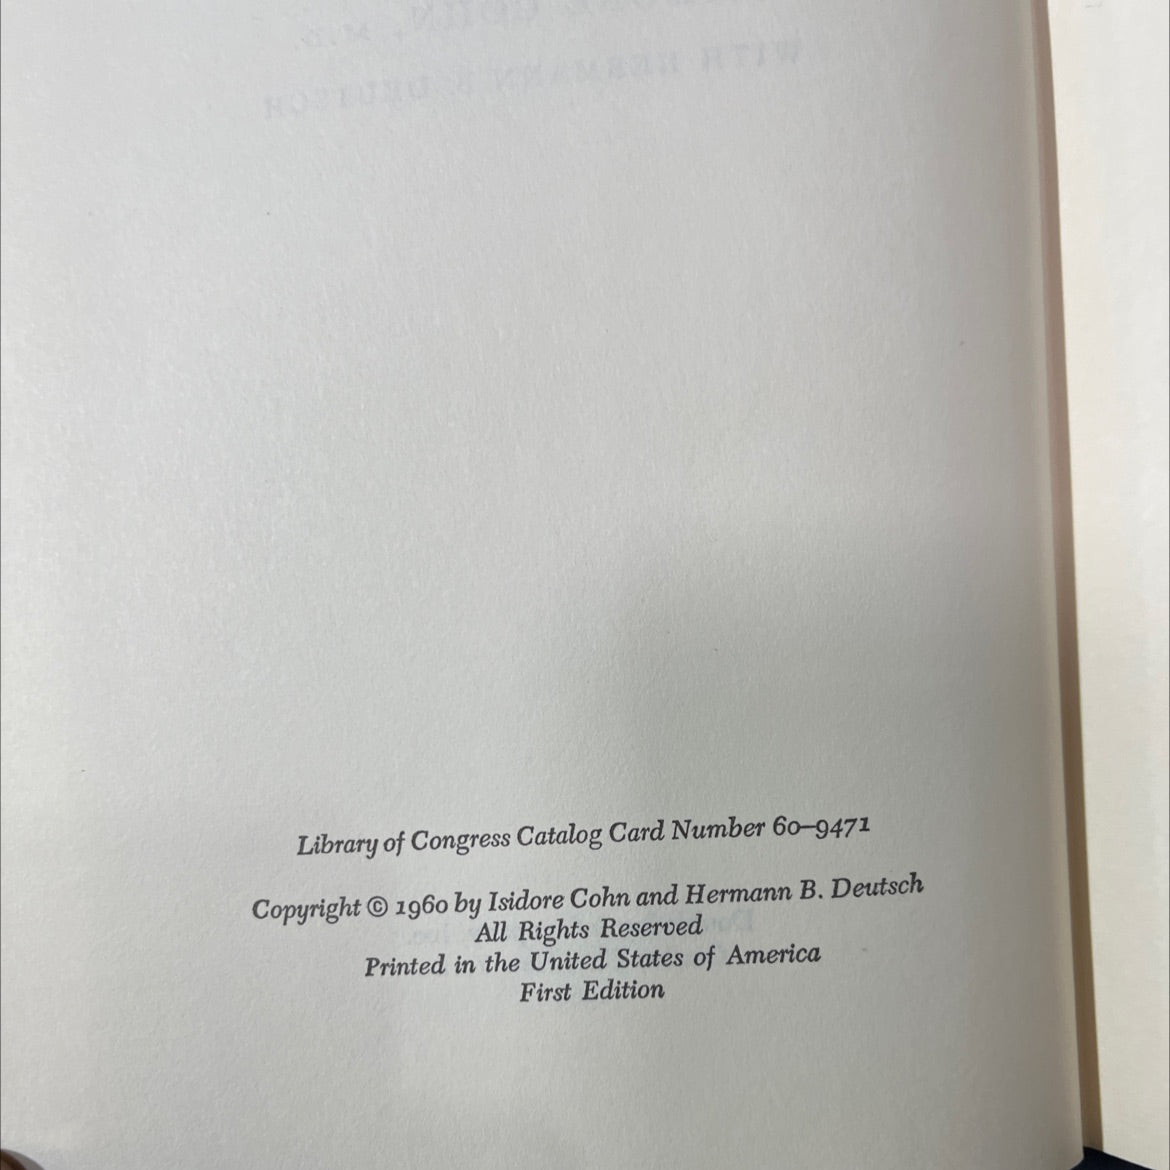 Library of Congress Catalog Card Number 60–9471
Copyright © 1960 by Isidore Cohn and Hermann B. Deutsch
All Rights Reserved
Printed in the United States of America
First Edition